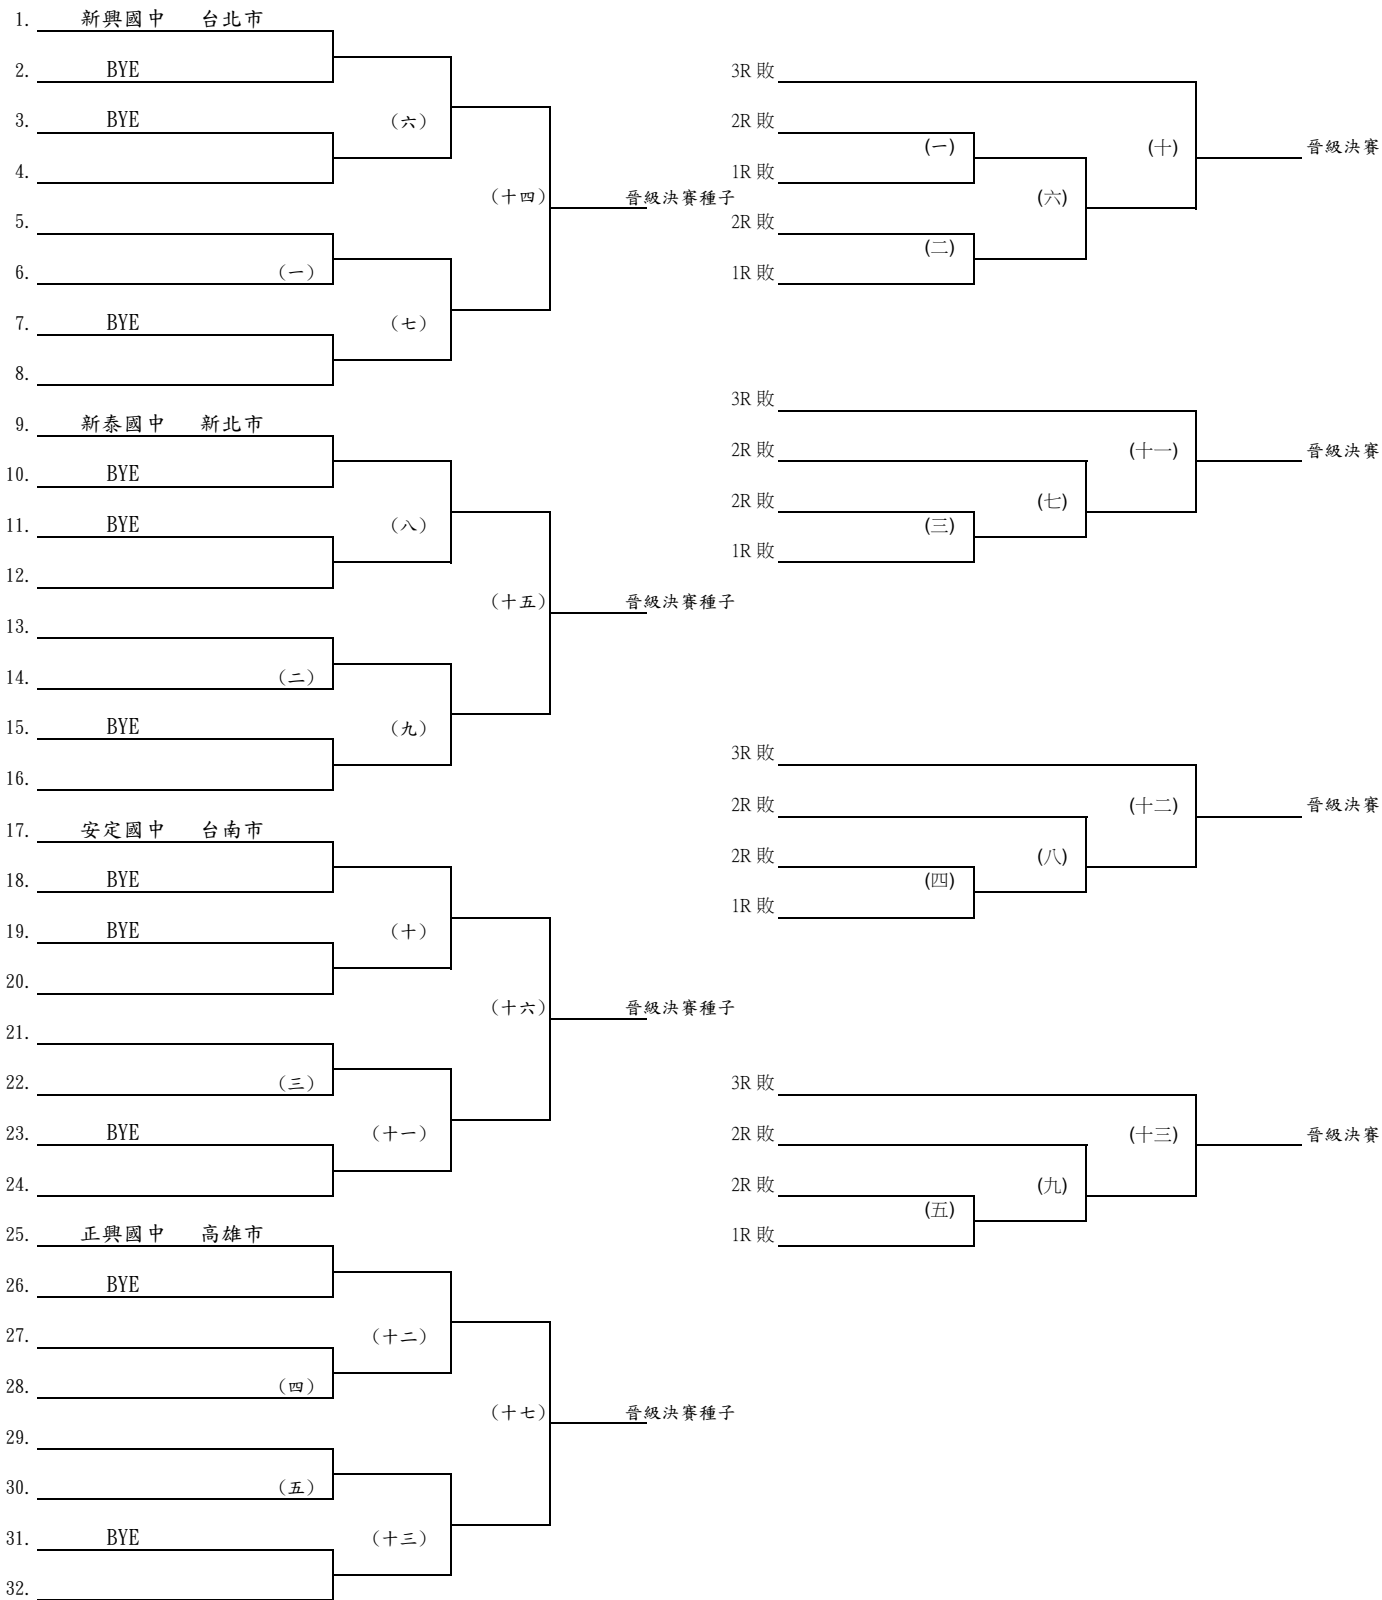 1. 新興國中 台北市
2. BYE
3. BYE
(六)
4.
(十四)
晉級決賽種子
5.
6. (一)
7. BYE
(七)
8.
9. 新泰國中 新北市
10. BYE
11. BYE
(八)
12.
(十五)
晉級決賽種子
13.
14. (二)
15. BYE
(九)
16.
17. 安定國中 台南市
18. BYE
19. BYE
(十)
20.
(十六)
晉級決賽種子
21.
22. (三)
23. BYE
(十一)
24.
25. 正興國中 高雄市
26. BYE
27.
(十二)
28. (四)
(十七)
晉級決賽種子
29.
30. (五)
31. BYE
(十三)
32.
3R 敗
2R 敗
(一)
(十)
晉級決賽
1R 敗
(六)
2R 敗
(二)
1R 敗
3R 敗
2R 敗
(十一)
晉級決賽
2R 敗
(七)
(三)
1R 敗
3R 敗
2R 敗
(十二)
晉級決賽
2R 敗
(八)
(四)
1R 敗
3R 敗
2R 敗
(十三)
晉級決賽
2R 敗
(九)
(五)
1R 敗